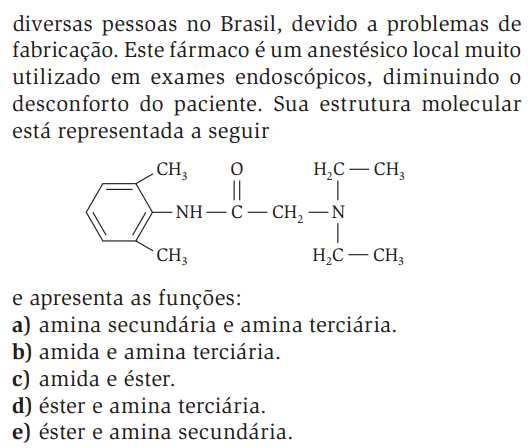 diversas pessoas no Brasil, devido a problemas de
fabricação. Este fármaco é um anestésico local muito
utilizado em exames endoscópicos, diminuindo o
desconforto do paciente. Sua estrutura molecular
está representada a seguir
CH₃ O H₂C — CH₃
NH — C — CH₂ — N
CH₃ H₂C — CH₃
e apresenta as funções:
a) amina secundária e amina terciária.
b) amida e amina terciária.
c) amida e éster.
d) éster e amina terciária.
e) éster e amina secundária.